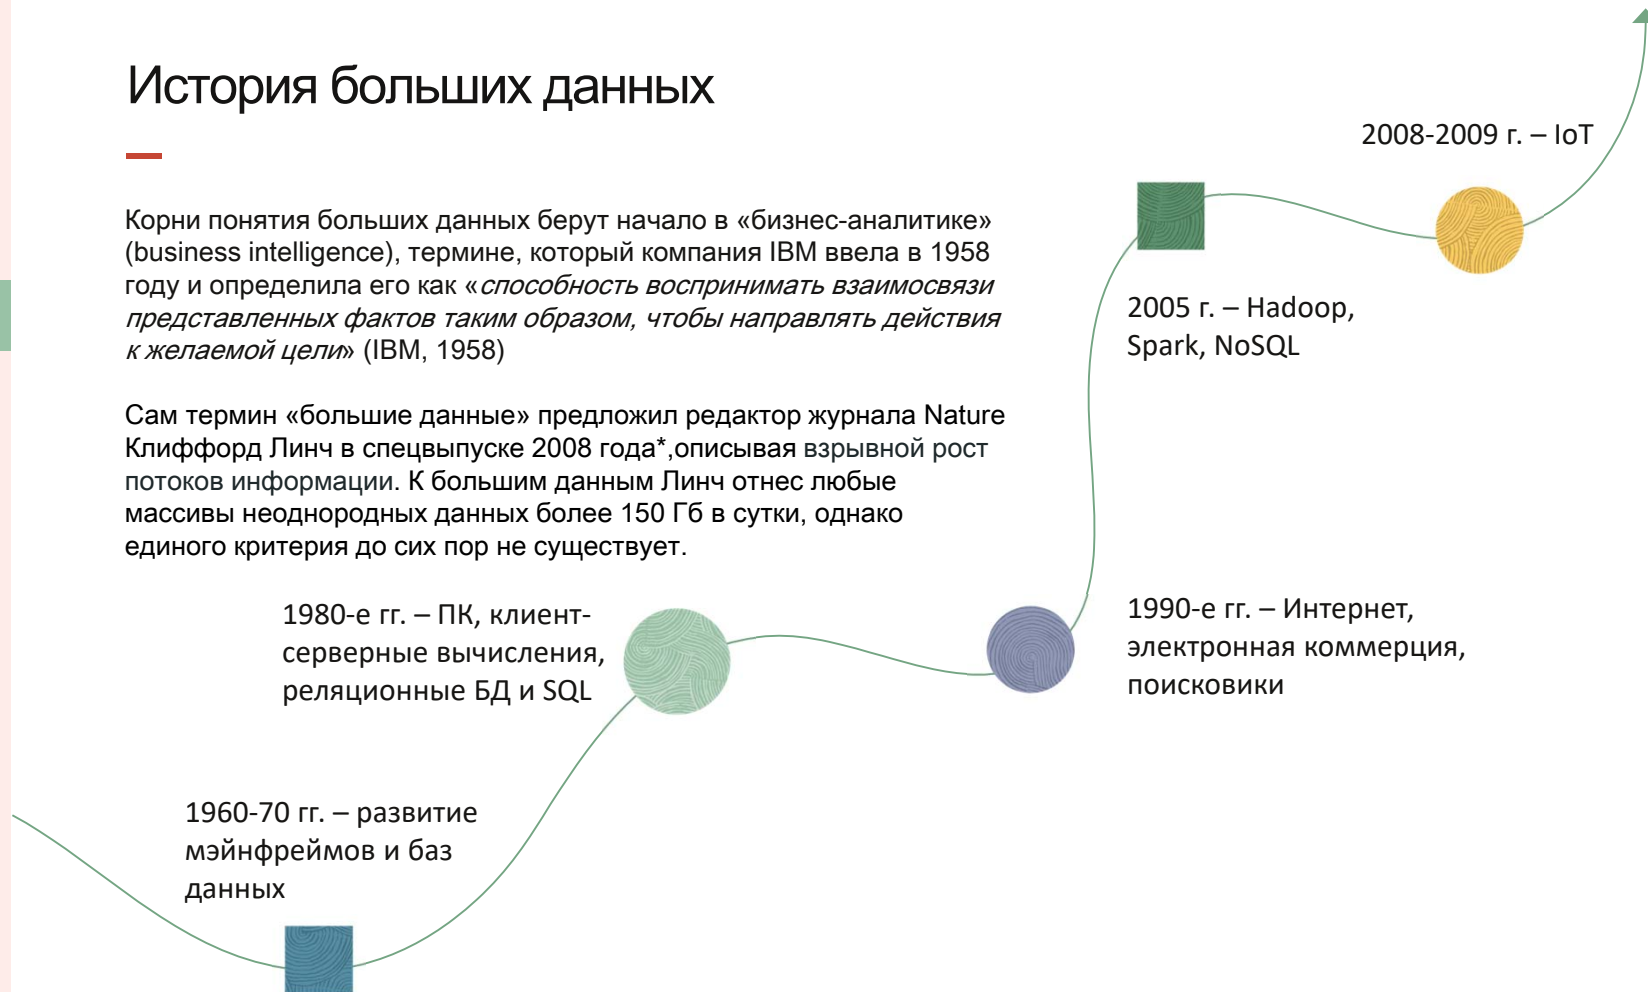 История больших данных
Корни понятия больших данных берут начало в «бизнес-аналитике»
(business intelligence), термине, который компания IBM ввела в 1958
году и определила его как «способность воспринимать взаимосвязи
представленных фактов таким образом, чтобы направлять действия
к желаемой цели» (IBM, 1958)
Сам термин «большие данные» предложил редактор журнала Nature
Клиффорд Линч в спецвыпуске 2008 года*,описывая взрывной рост
потоков информации. К большим данным Линч отнес любые
массивы неоднородных данных более 150 Гб в сутки, однако
единого критерия до сих пор не существует.
1960-70 гг. – развитие
мэйнфреймов и баз
данных
1980-е гг. – ПК, клиент-
серверные вычисления,
реляционные БД и SQL
1990-е гг. – Интернет,
электронная коммерция,
поисковики
2005 г. – Hadoop,
Spark, NoSQL
2008-2009 г. – IoT